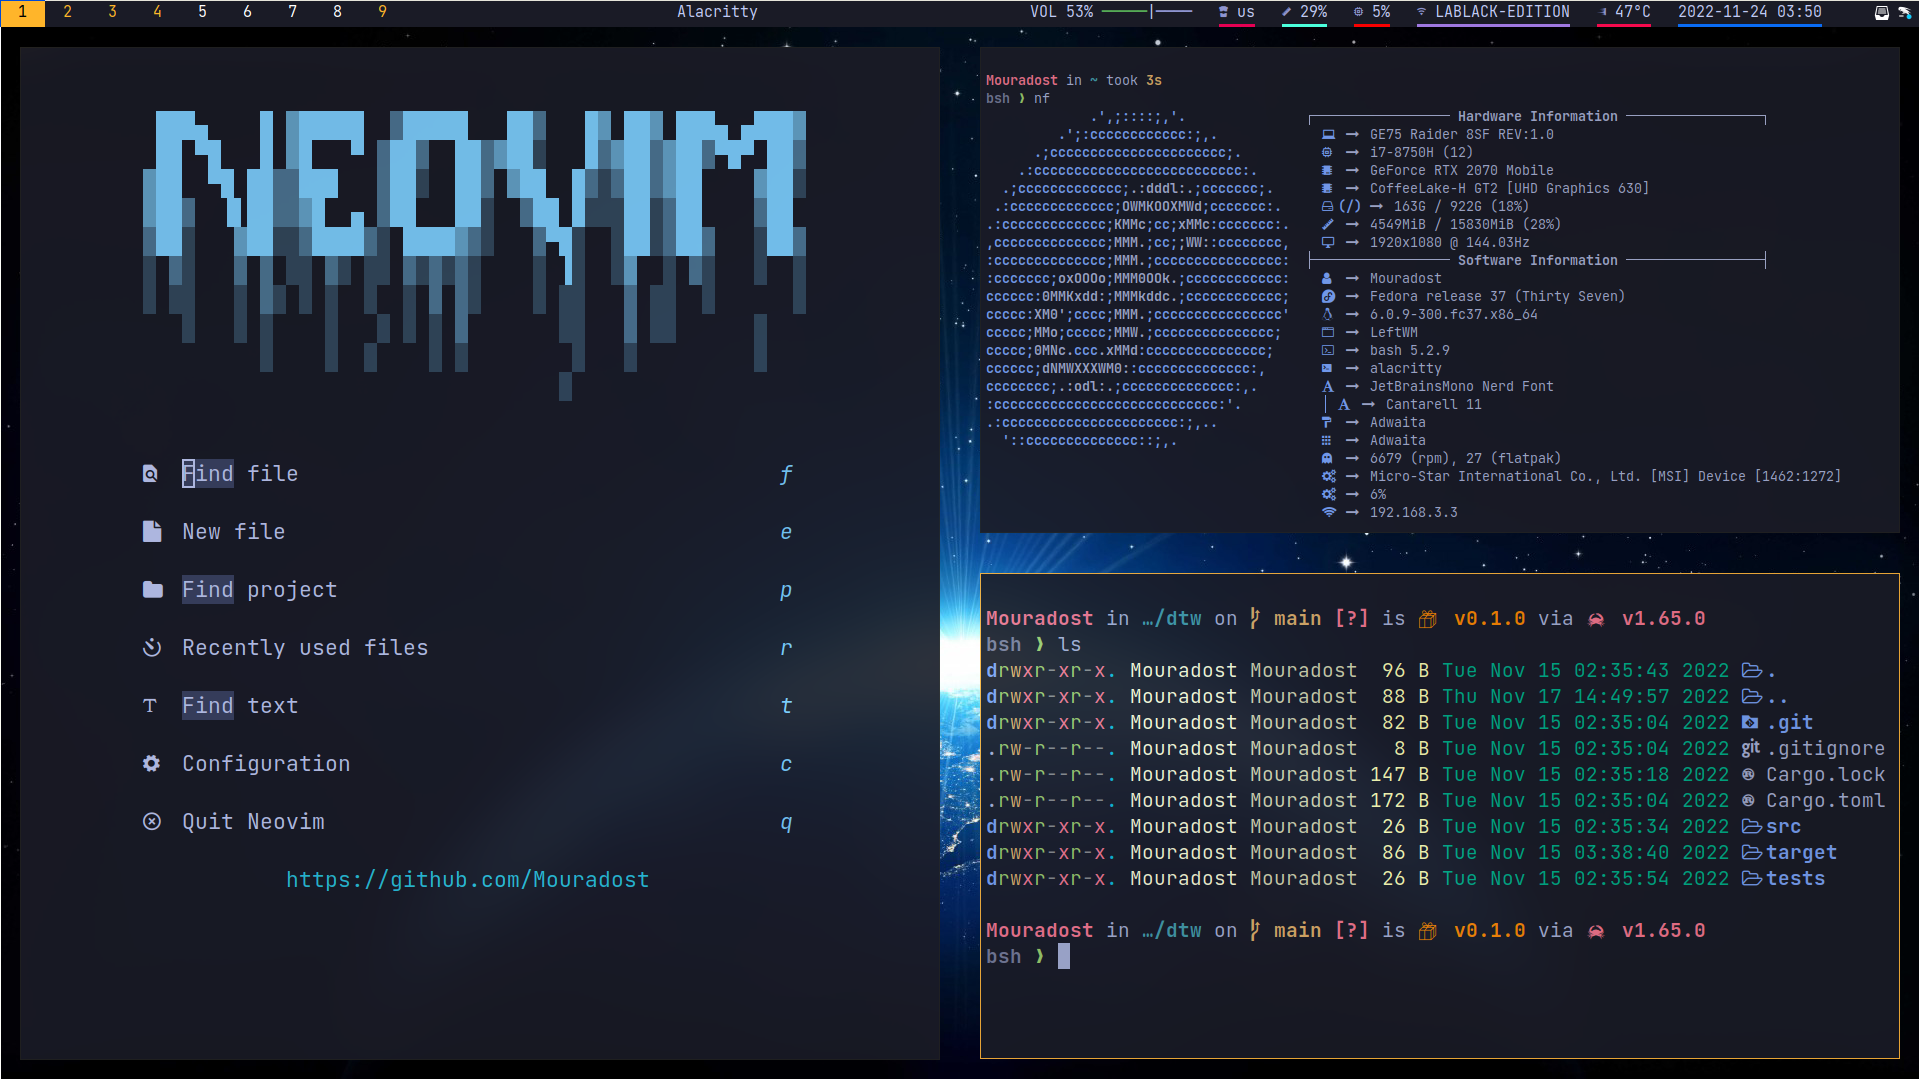 1 2 3 4 5 6 7 8 9 Alacritty VOL 53% us 29% 5% LABLACK-EDITION 47°C 2022-11-24 03:50
NEOVIM
Find file f
New file e
Find project p
Recently used files r
Find text t
Configuration c
Quit Neovim q
https://github.com/Mouradost
Mouradost in ~ took 3s
bsh ❯ nf
Hardware Information
GE75 Raider 8SF REV:1.0
i7-8750H (12)
GeForce RTX 2070 Mobile
CoffeeLake-H GT2 [UHD Graphics 630]
(/) → 163G / 922G (18%)
4549MiB / 15830MiB (28%)
1920x1080 @ 144.03Hz
Software Information
Mouradost
Fedora release 37 (Thirty Seven)
6.0.9-300.fc37.x86_64
LeftWM
bash 5.2.9
alacritty
JetBrainsMono Nerd Font
Cantarell 11
Adwaita
Adwaita
6679 (rpm), 27 (flatpak)
Micro-Star International Co., Ltd. [MSI] Device [1462:1272]
6%
192.168.3.3
Mouradost in …/dtw on main [?] is v0.1.0 via v1.65.0
bsh ❯ ls
drwxr-xr-x. Mouradost Mouradost 96 B Tue Nov 15 02:35:43 2022 .
drwxr-xr-x. Mouradost Mouradost 88 B Thu Nov 17 14:49:57 2022 ..
drwxr-xr-x. Mouradost Mouradost 82 B Tue Nov 15 02:35:04 2022 .git
.rw-r--r--. Mouradost Mouradost 8 B Tue Nov 15 02:35:04 2022 git .gitignore
.rw-r--r--. Mouradost Mouradost 147 B Tue Nov 15 02:35:18 2022 Cargo.lock
.rw-r--r--. Mouradost Mouradost 172 B Tue Nov 15 02:35:04 2022 Cargo.toml
drwxr-xr-x. Mouradost Mouradost 26 B Tue Nov 15 02:35:34 2022 src
drwxr-xr-x. Mouradost Mouradost 86 B Tue Nov 15 03:38:40 2022 target
drwxr-xr-x. Mouradost Mouradost 26 B Tue Nov 15 02:35:54 2022 tests
Mouradost in …/dtw on main [?] is v0.1.0 via v1.65.0
bsh ❯